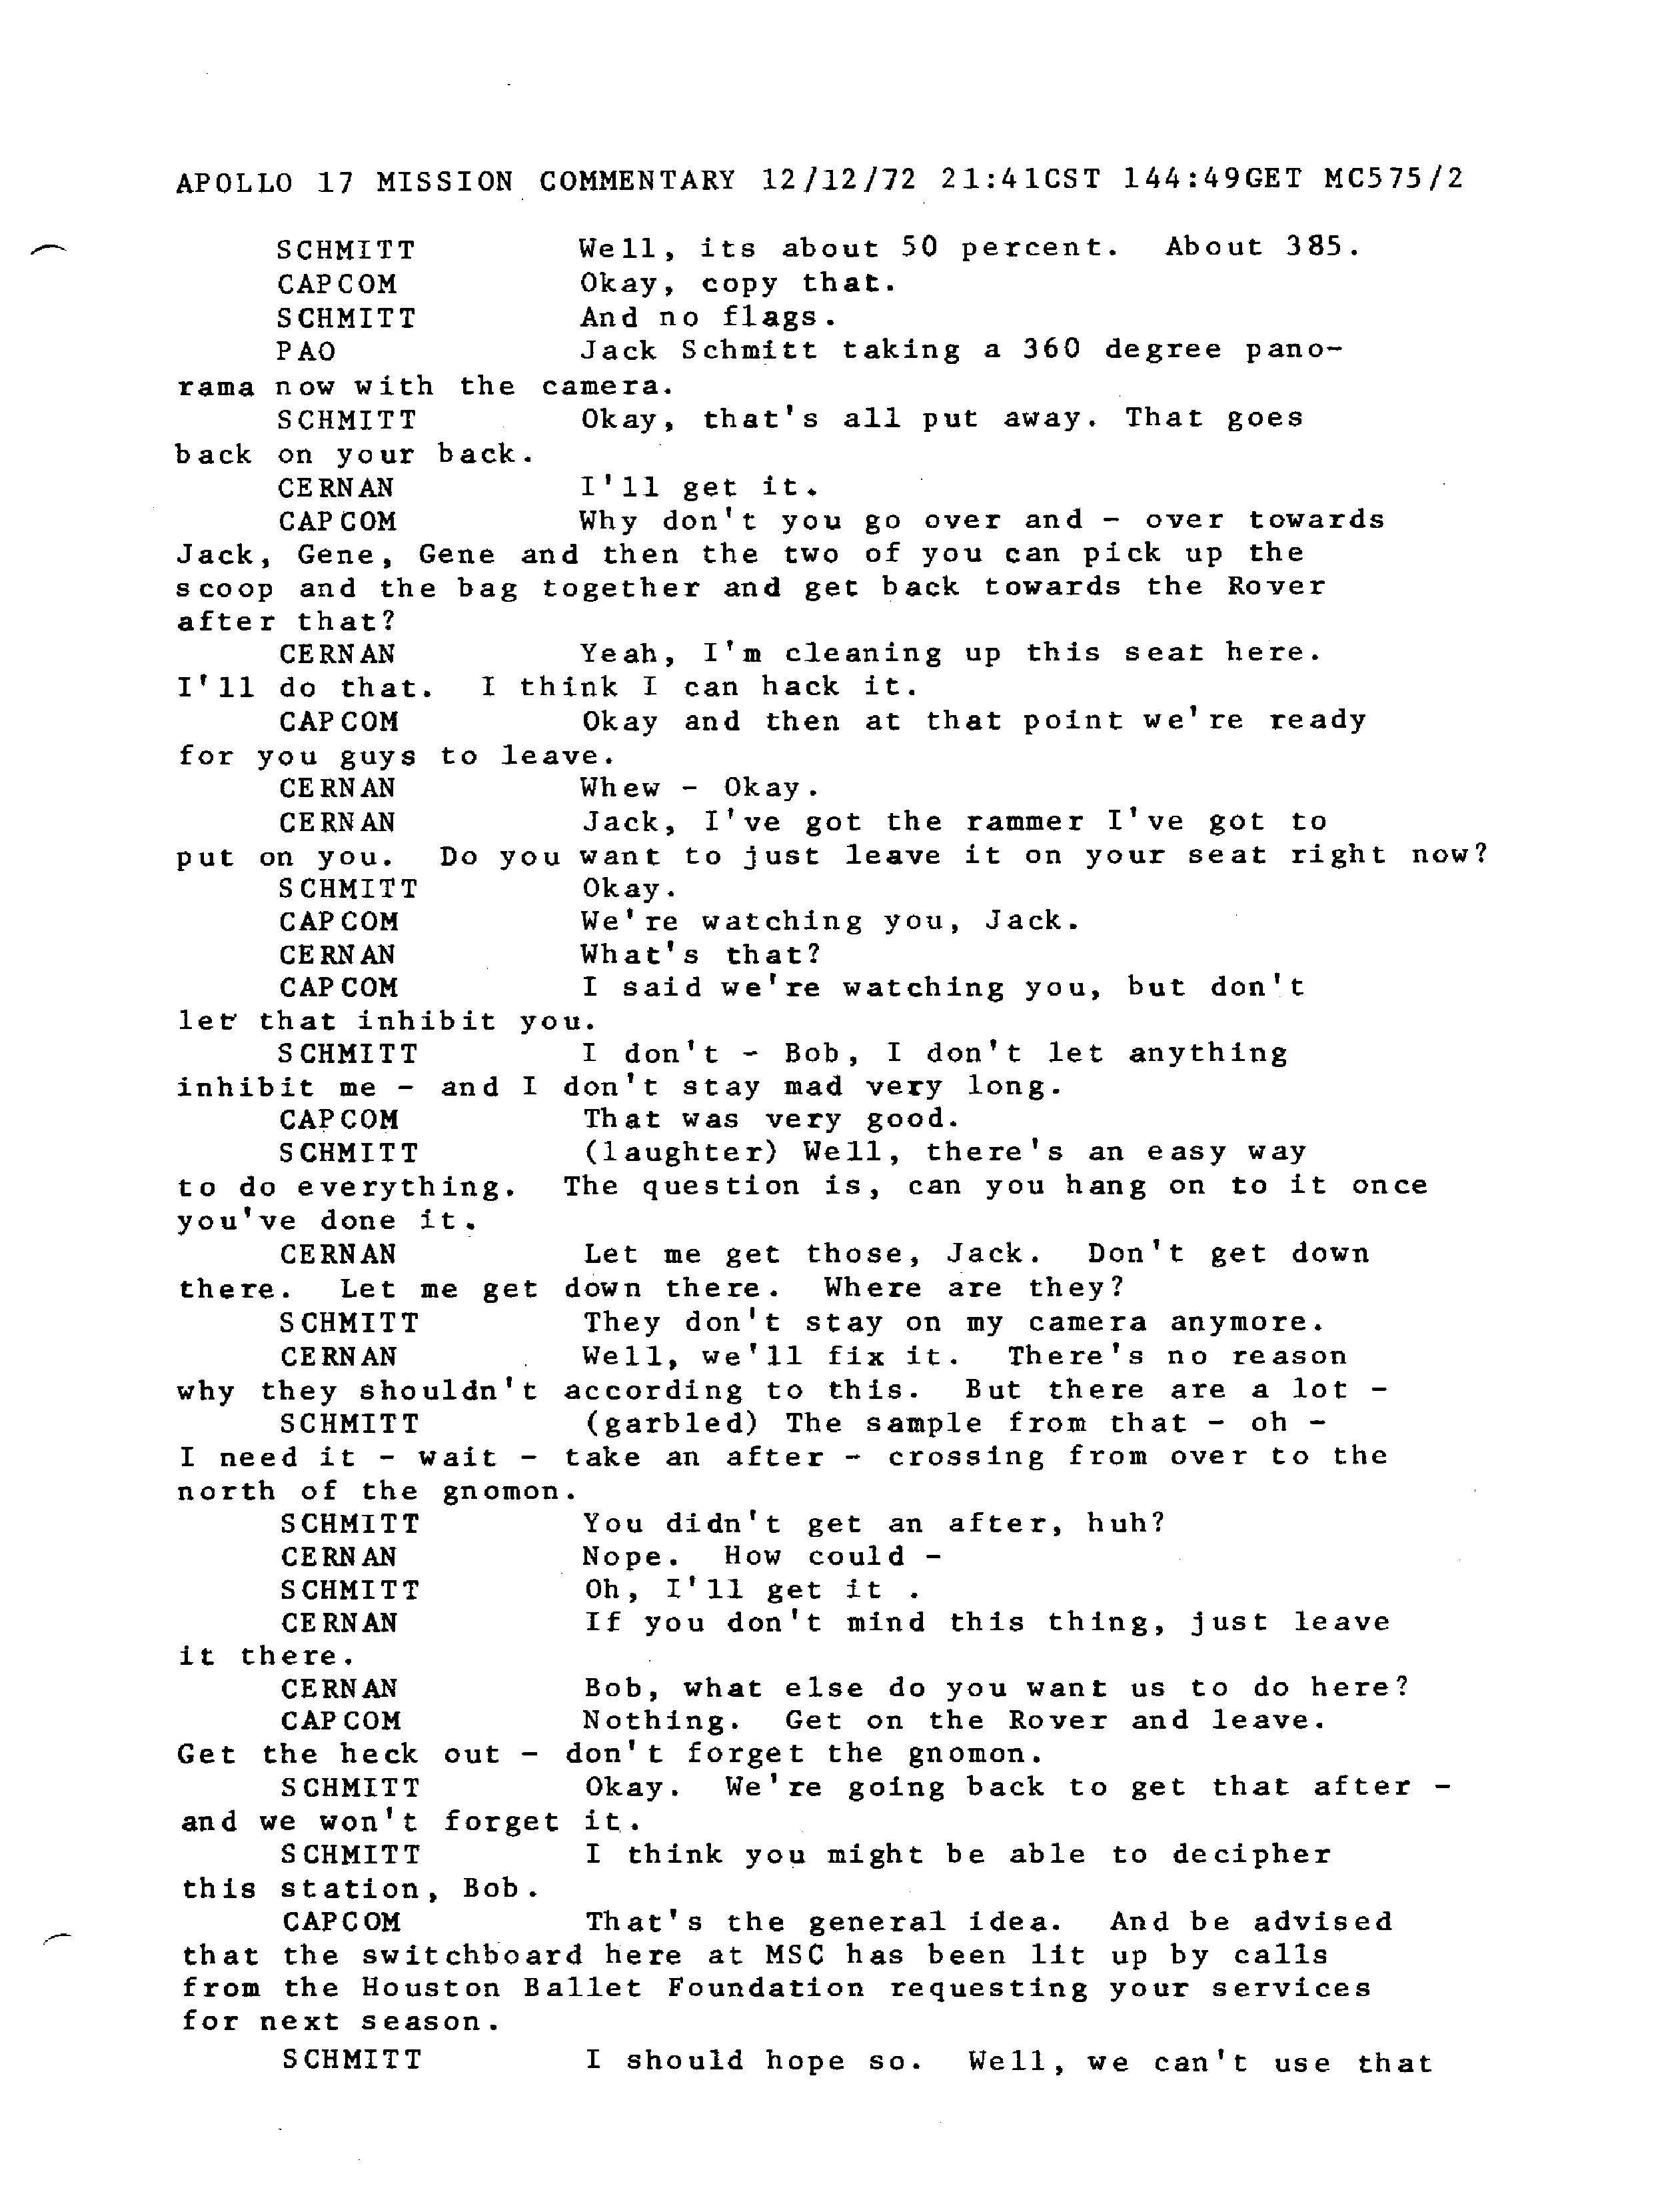 APOLLO 17 MISSION COMMENTARY 12/12/72 21:41CST 144:49GET MC575/2
SCHMITT Well, its about 50 percent. About 385.
CAPCOM Okay, copy that.
SCHMITT And no flags.
PAO Jack Schmitt taking a 360 degree pano-
rama now with the camera.
SCHMITT Okay, that's all put away. That goes
back on your back.
CERNAN I'll get it.
CAPCOM Why don't you go over and - over towards
Jack, Gene, Gene and then the two of you can pick up the
scoop and the bag together and get back towards the Rover
after that?
CERNAN Yeah, I'm cleaning up this seat here.
I'll do that. I think I can hack it.
CAPCOM Okay and then at that point we're ready
for you guys to leave.
CERNAN Whew - Okay.
CERNAN Jack, I've got the rammer I've got to
put on you. Do you want to just leave it on your seat right now?
SCHMITT Okay.
CAPCOM We're watching you, Jack.
CERNAN What's that?
CAPCOM I said we're watching you, but don't
let that inhibit you.
SCHMITT I don't - Bob, I don't let anything
inhibit me - and I don't stay mad very long.
CAPCOM That was very good.
SCHMITT (laughter) Well, there's an easy way
to do everything. The question is, can you hang on to it once
you've done it.
CERNAN Let me get those, Jack. Don't get down
there. Let me get down there. Where are they?
SCHMITT They don't stay on my camera anymore.
CERNAN Well, we'll fix it. There's no reason
why they shouldn't according to this. But there are a lot -
SCHMITT (garbled) The sample from that - oh -
I need it - wait - take an after - crossing from over to the
north of the gnomon.
SCHMITT You didn't get an after, huh?
CERNAN Nope. How could -
SCHMITT Oh, I'll get it .
CERNAN If you don't mind this thing, just leave
it there.
CERNAN Bob, what else do you want us to do here?
CAPCOM Nothing. Get on the Rover and leave.
Get the heck out - don't forget the gnomon.
SCHMITT Okay. We're going back to get that after -
and we won't forget it.
SCHMITT I think you might be able to decipher
this station, Bob.
CAPCOM That's the general idea. And be advised
that the switchboard here at MSC has been lit up by calls
from the Houston Ballet Foundation requesting your services
for next season.
SCHMITT I should hope so. Well, we can't use that